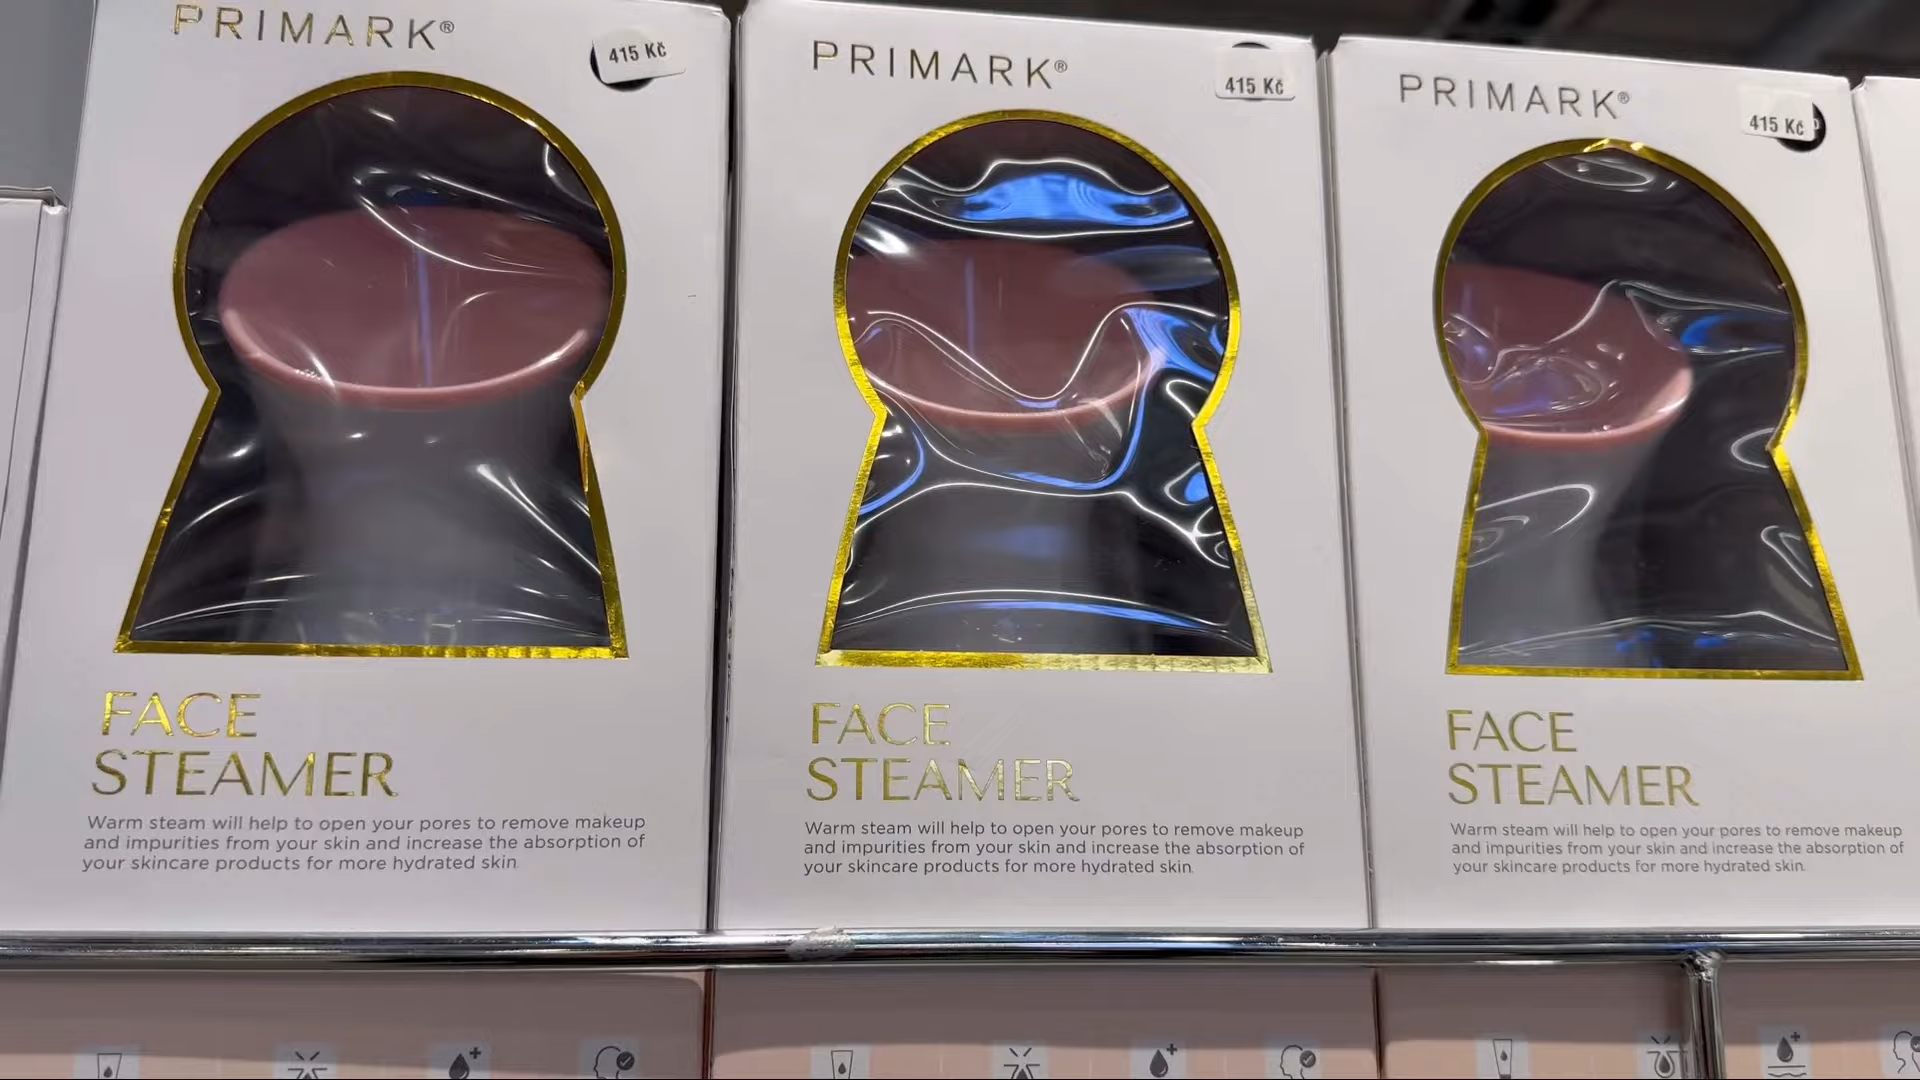 PRIMARK®
415 Kč
FACE
STEAMER
Warm steam will help to open your pores to remove makeup
and impurities from your skin and increase the absorption of
your skincare products for more hydrated skin
PRIMARK®
415 Kč
FACE
STEAMER
Warm steam will help to open your pores to remove makeup
and impurities from your skin and increase the absorption of
your skincare products for more hydrated skin.
PRIMARK®
415 Kč
FACE
STEAMER
Warm steam will help to open your pores to remove makeup
and impurities from your skin and increase the absorption of
your skincare products for more hydrated skin.